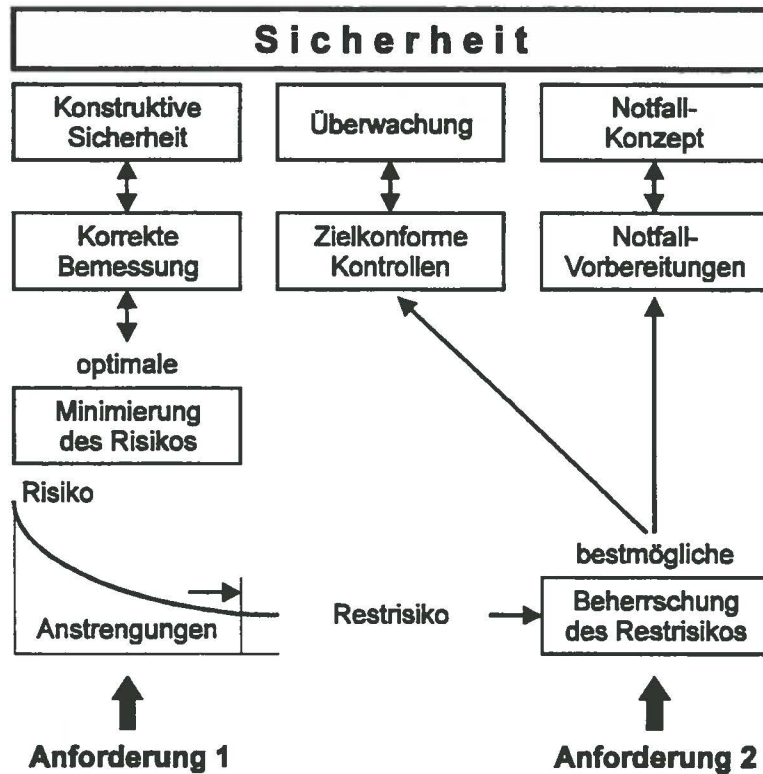 Sicherheit
Konstruktive
Sicherheit
Überwachung
Notfall-
Konzept
Korrekte
Bemessung
Zielkonforme
Kontrollen
Notfall-
Vorbereitungen
optimale
Minimierung
des Risikos
Risiko
Anstrengungen
Restrisiko
bestmögliche
Beherrschung
des Restrisikos
Anforderung 1
Anforderung 2